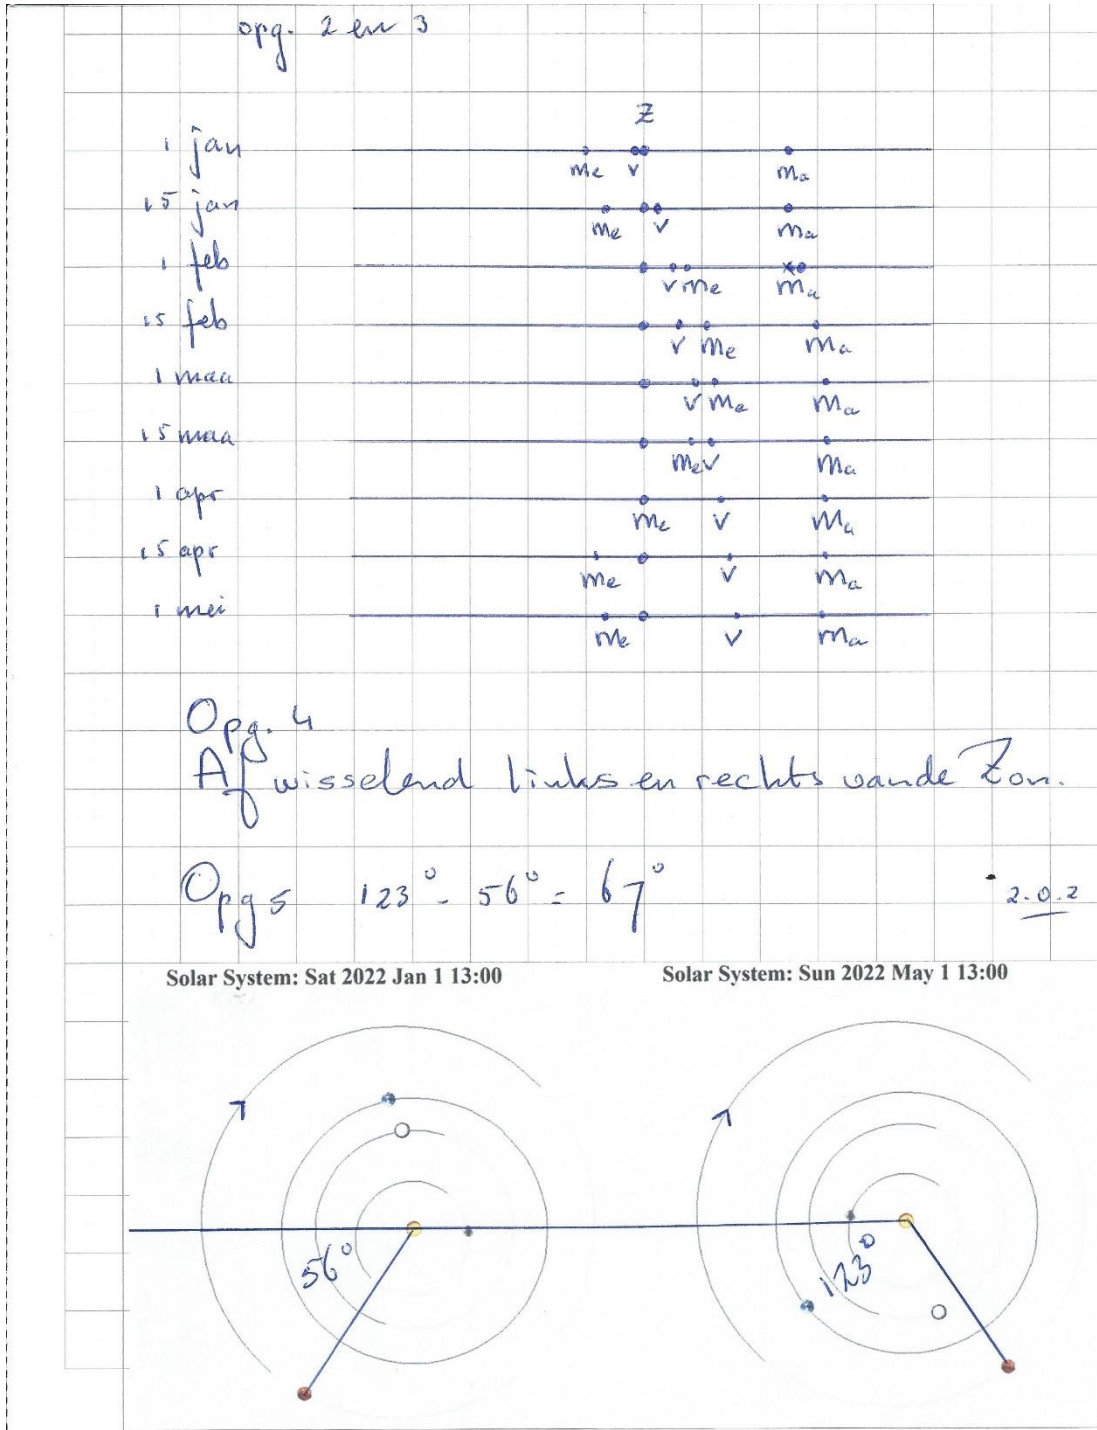 opg. 2 en 3
Z
1 jan
Me V Ma
15 jan
Me V Ma
1 feb
V Me Ma
15 feb
V Me Ma
1 maa
V Me Ma
15 maa
Me V Ma
1 apr
Me V Ma
15 apr
Me V Ma
1 mei
Me V Ma
Opg. 4
Afwisselend links en rechts van de Zon.
Opg 5 123° - 56° = 67°
2.0.2
Solar System: Sat 2022 Jan 1 13:00 Solar System: Sun 2022 May 1 13:00
56° 123°